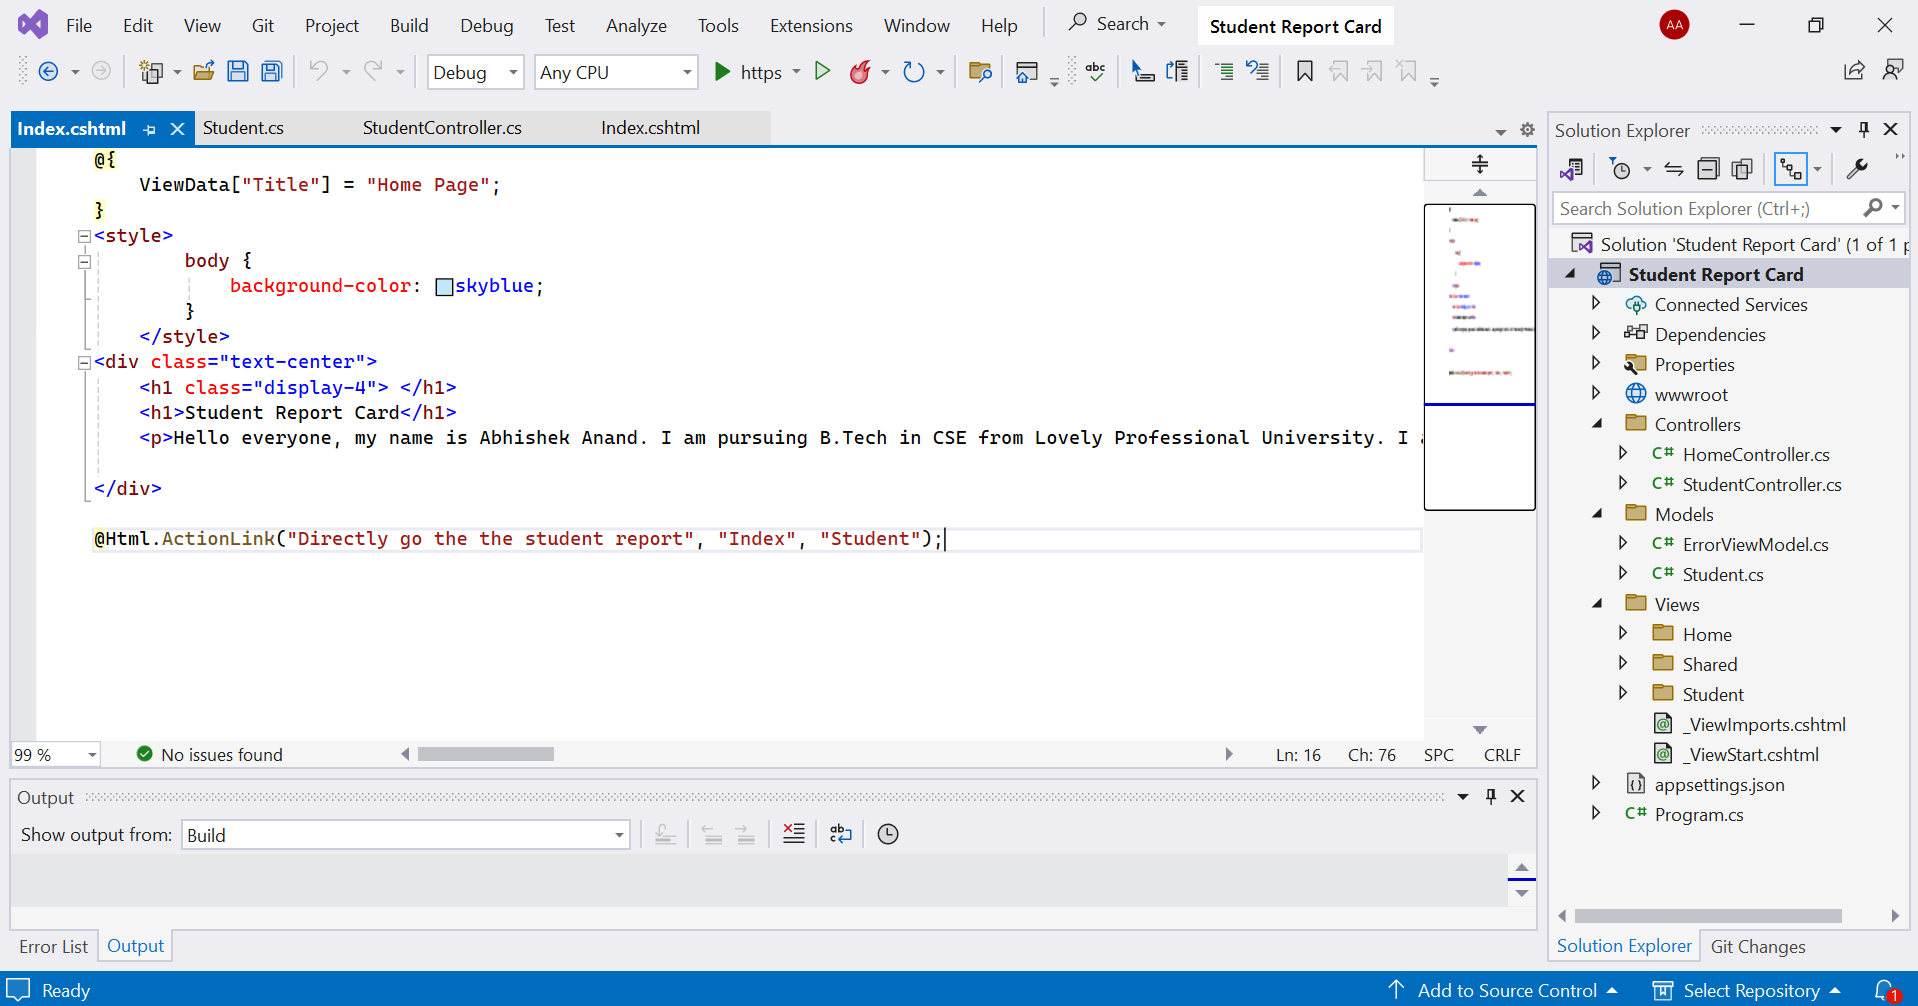 File Edit View Git Project Build Debug Test Analyze Tools Extensions Window Help Search Student Report Card AA
Debug Any CPU https abc
Index.cshtml Student.cs StudentController.cs Index.cshtml
@{
ViewData["Title"] = "Home Page";
}
<style>
body {
background-color: skyblue;
}
</style>
<div class="text-center">
<h1 class="display-4"> </h1>
<h1>Student Report Card</h1>
<p>Hello everyone, my name is Abhishek Anand. I am pursuing B.Tech in CSE from Lovely Professional University. I
</div>
@Html.ActionLink("Directly go the the student report", "Index", "Student");
99 % No issues found Ln: 16 Ch: 76 SPC CRLF
Output
Show output from: Build
Error List Output
Solution Explorer
Search Solution Explorer (Ctrl+;)
Solution 'Student Report Card' (1 of 1 p
Student Report Card
Connected Services
Dependencies
Properties
wwwroot
Controllers
C# HomeController.cs
C# StudentController.cs
Models
C# ErrorViewModel.cs
C# Student.cs
Views
Home
Shared
Student
_ViewImports.cshtml
_ViewStart.cshtml
appsettings.json
C# Program.cs
Solution Explorer Git Changes
Ready Add to Source Control Select Repository 1